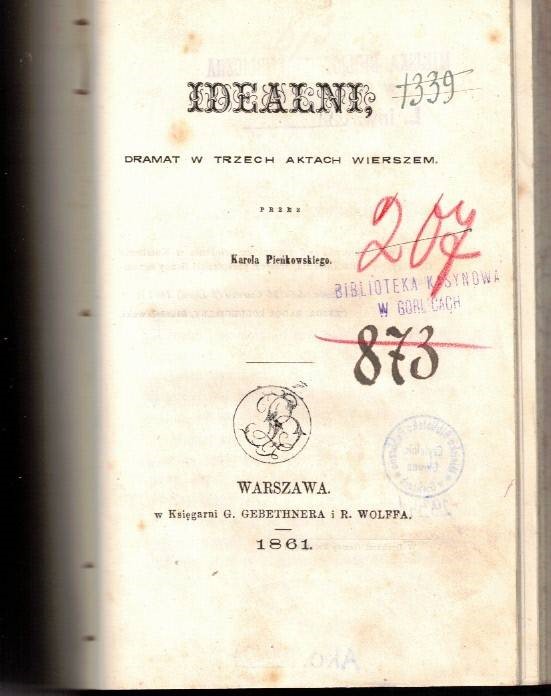 IDEALNI,
1339
DRAMAT W TRZECH AKTACH WIERSZEM.
PRZEZ
Karola Pieńkowskiego.
207
BIBLIOTEKA KASYNOWA
W GORLICACH
873
WARSZAWA.
w Księgarni G. GEBETHNERA i R. WOLFFA.
1861.